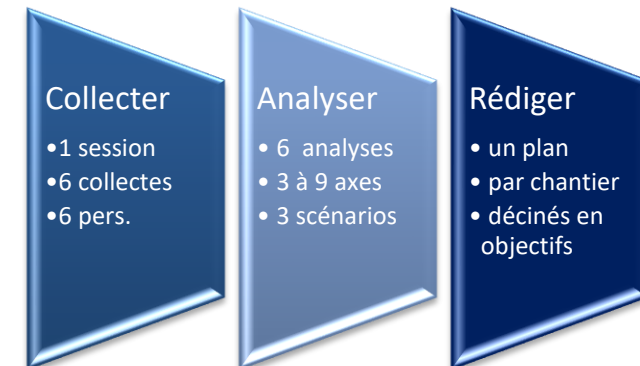 Collecter
•1 session
•6 collectes
•6 pers.
Analyser
• 6 analyses
• 3 à 9 axes
• 3 scénarios
Rédiger
• un plan
• par chantier
• décinés en
objectifs